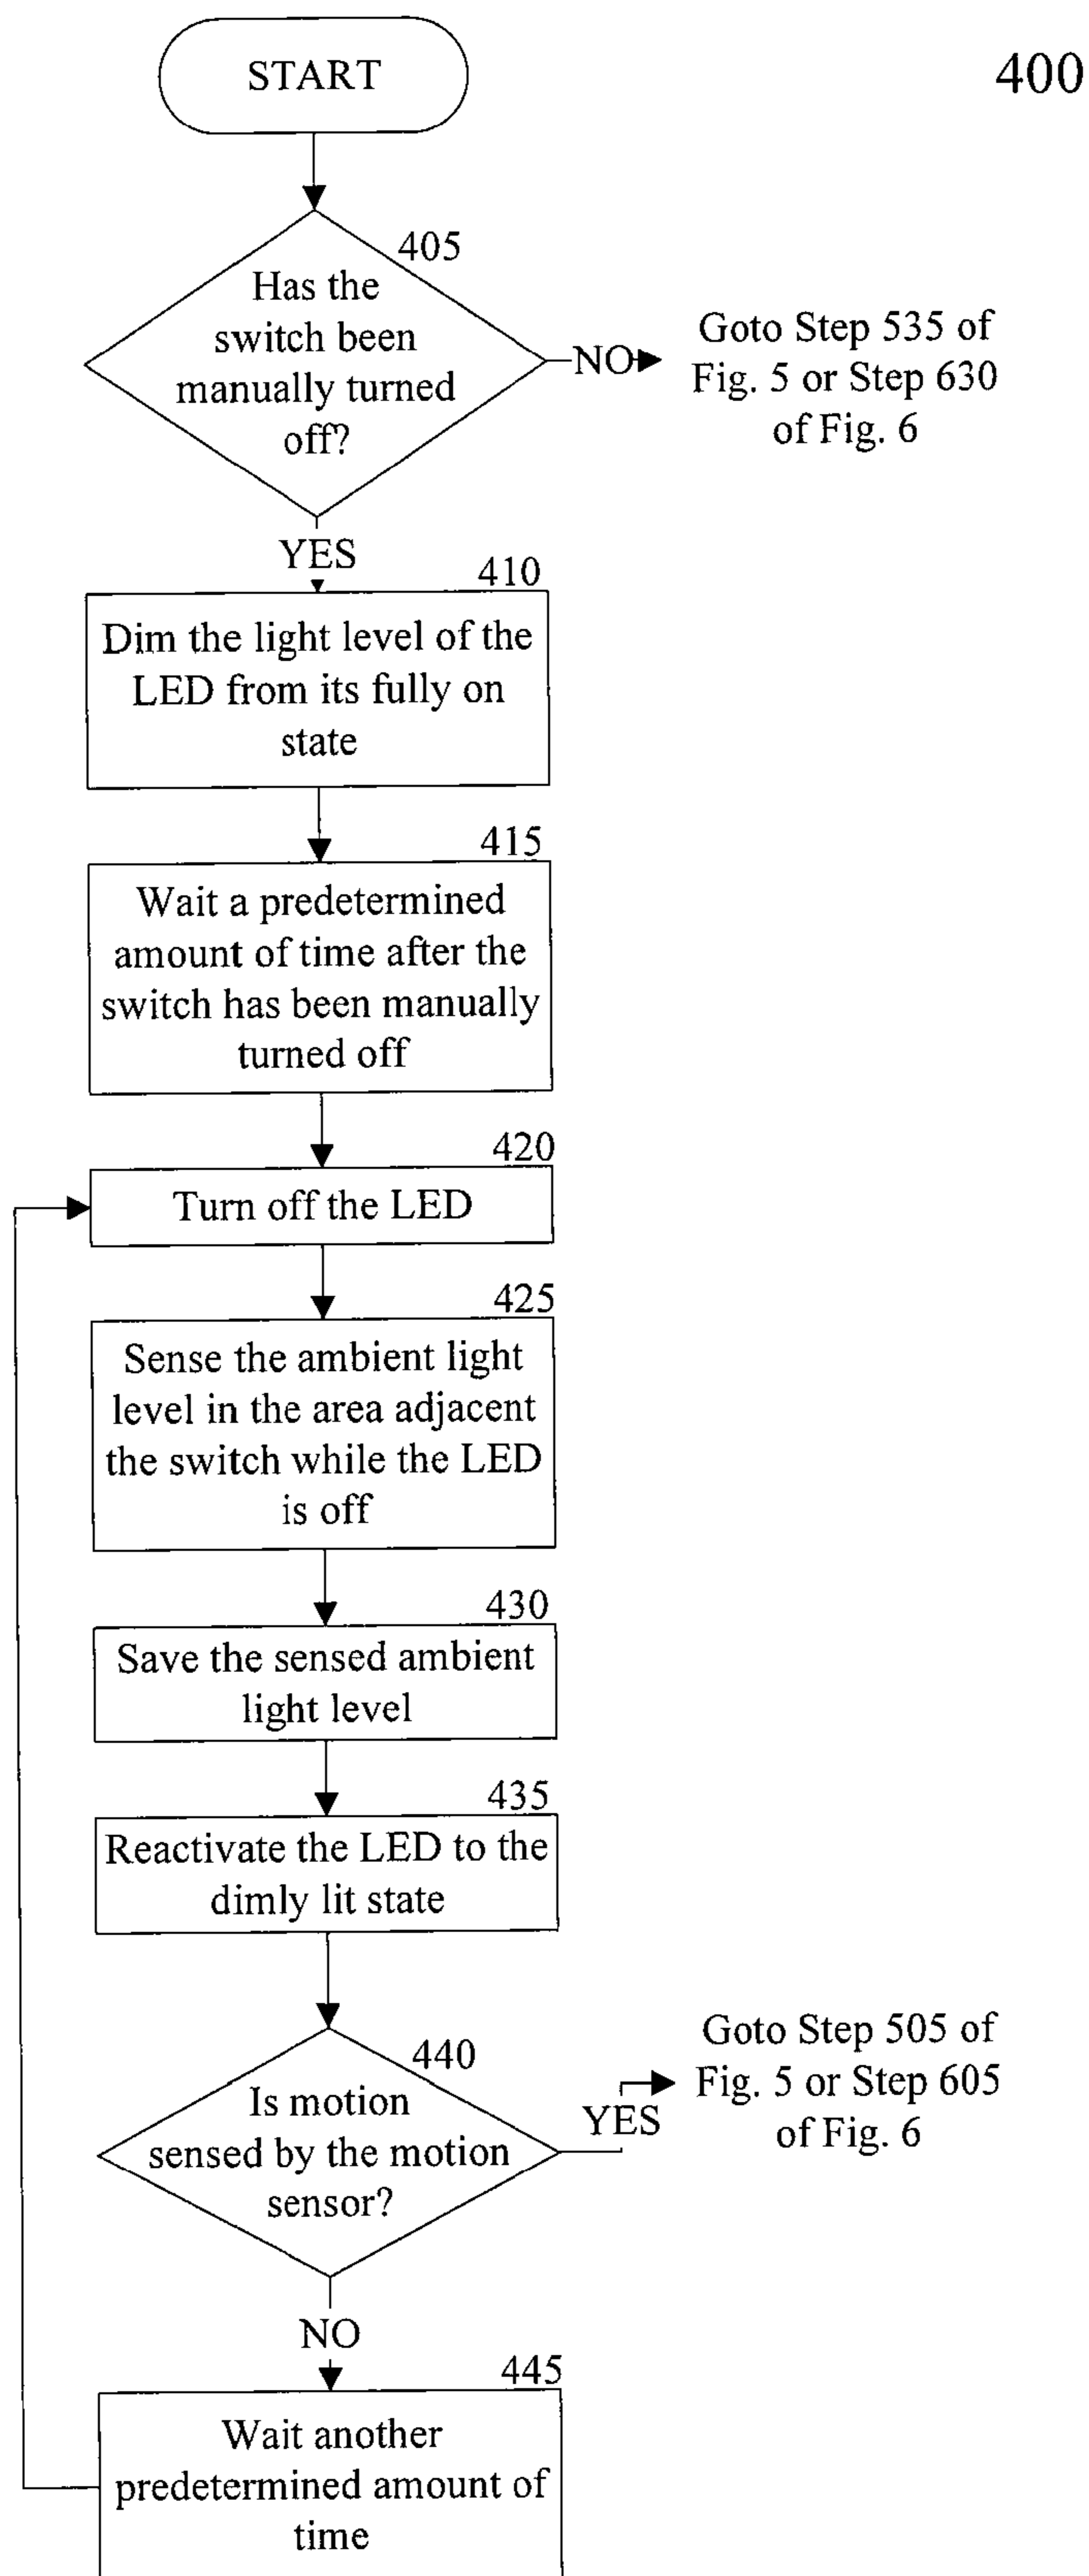 START
400
405
Has the
switch been
manually turned
off?
NO
Goto Step 535 of
Fig. 5 or Step 630
of Fig. 6
YES
410
Dim the light level of the
LED from its fully on
state
415
Wait a predetermined
amount of time after the
switch has been manually
turned off
420
Turn off the LED
425
Sense the ambient light
level in the area adjacent
the switch while the LED
is off
430
Save the sensed ambient
light level
435
Reactivate the LED to the
dimly lit state
440
Is motion
sensed by the motion
sensor?
YES
Goto Step 505 of
Fig. 5 or Step 605
of Fig. 6
NO
445
Wait another
predetermined amount of
time